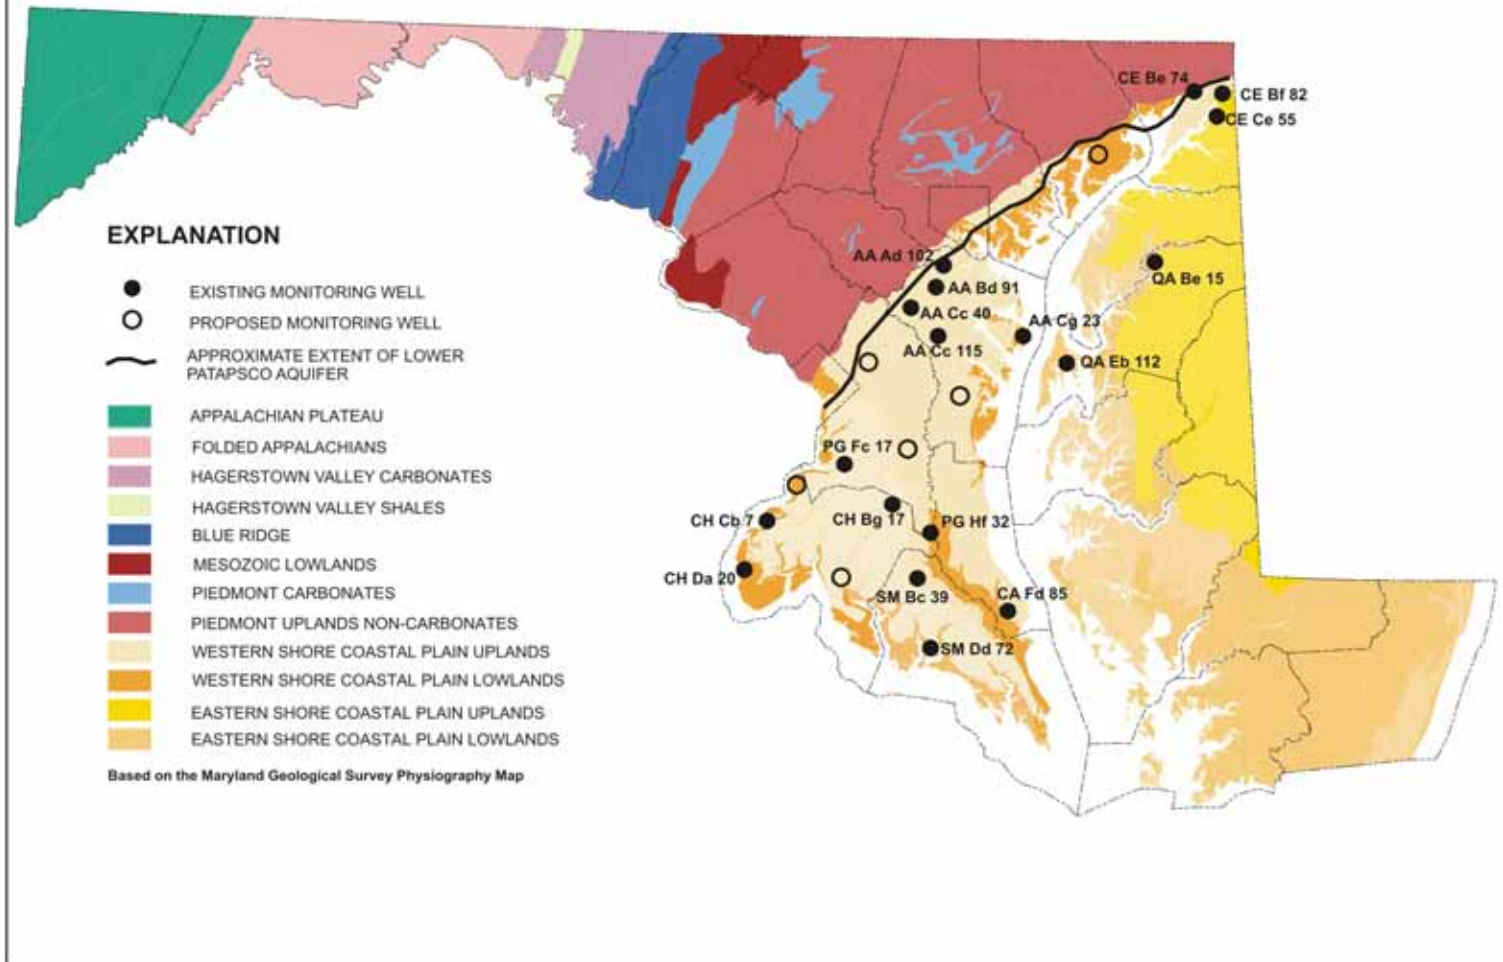 CE Be 74
CE Bf 82
CE Ce 55
EXPLANATION
AA Ad 102
QA Be 15
EXISTING MONITORING WELL
AA Bd 91
PROPOSED MONITORING WELL
AA Cc 40
AA Cg 23
APPROXIMATE EXTENT OF LOWER
PATAPSCO AQUIFER
AA Cc 115
QA Eb 112
APPALACHIAN PLATEAU
FOLDED APPALACHIANS
PG Fc 17
HAGERSTOWN VALLEY CARBONATES
HAGERSTOWN VALLEY SHALES
CH Cb 7
CH Bg 17
PG Hf 32
BLUE RIDGE
MESOZOIC LOWLANDS
CH Da 20
PIEDMONT CARBONATES
SM Bc 39
CA Fd 85
PIEDMONT UPLANDS NON-CARBONATES
WESTERN SHORE COASTAL PLAIN UPLANDS
SM Dd 72
WESTERN SHORE COASTAL PLAIN LOWLANDS
EASTERN SHORE COASTAL PLAIN UPLANDS
EASTERN SHORE COASTAL PLAIN LOWLANDS
Based on the Maryland Geological Survey Physiography Map